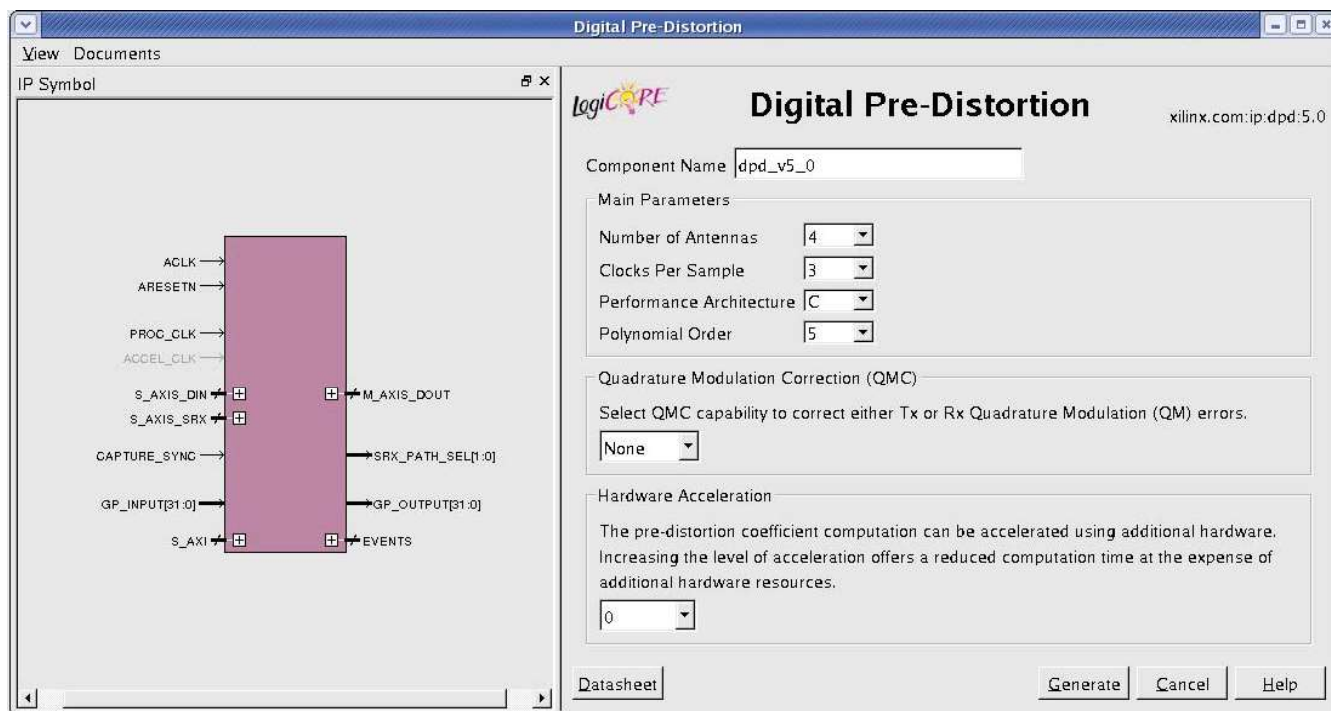 Digital Pre-Distortion
View Documents
IP Symbol
ACLK
ARESETN
PROC_CLK
ACCEL_CLK
S_AXIS_DIN
S_AXIS_SRX
CAPTURE_SYNC
GP_INPUT[31:0]
S_AXI
M_AXIS_DOUT
SRX_PATH_SEL[1:0]
GP_OUTPUT[31:0]
EVENTS
LogiCORE
Digital Pre-Distortion
xilinx.com:ip:dpd:5.0
Component Name dpd_v5_0
Main Parameters
Number of Antennas 4
Clocks Per Sample 3
Performance Architecture C
Polynomial Order 5
Quadrature Modulation Correction (QMC)
Select QMC capability to correct either Tx or Rx Quadrature Modulation (QM) errors.
None
Hardware Acceleration
The pre-distortion coefficient computation can be accelerated using additional hardware.
Increasing the level of acceleration offers a reduced computation time at the expense of
additional hardware resources.
0
Datasheet Generate Cancel Help